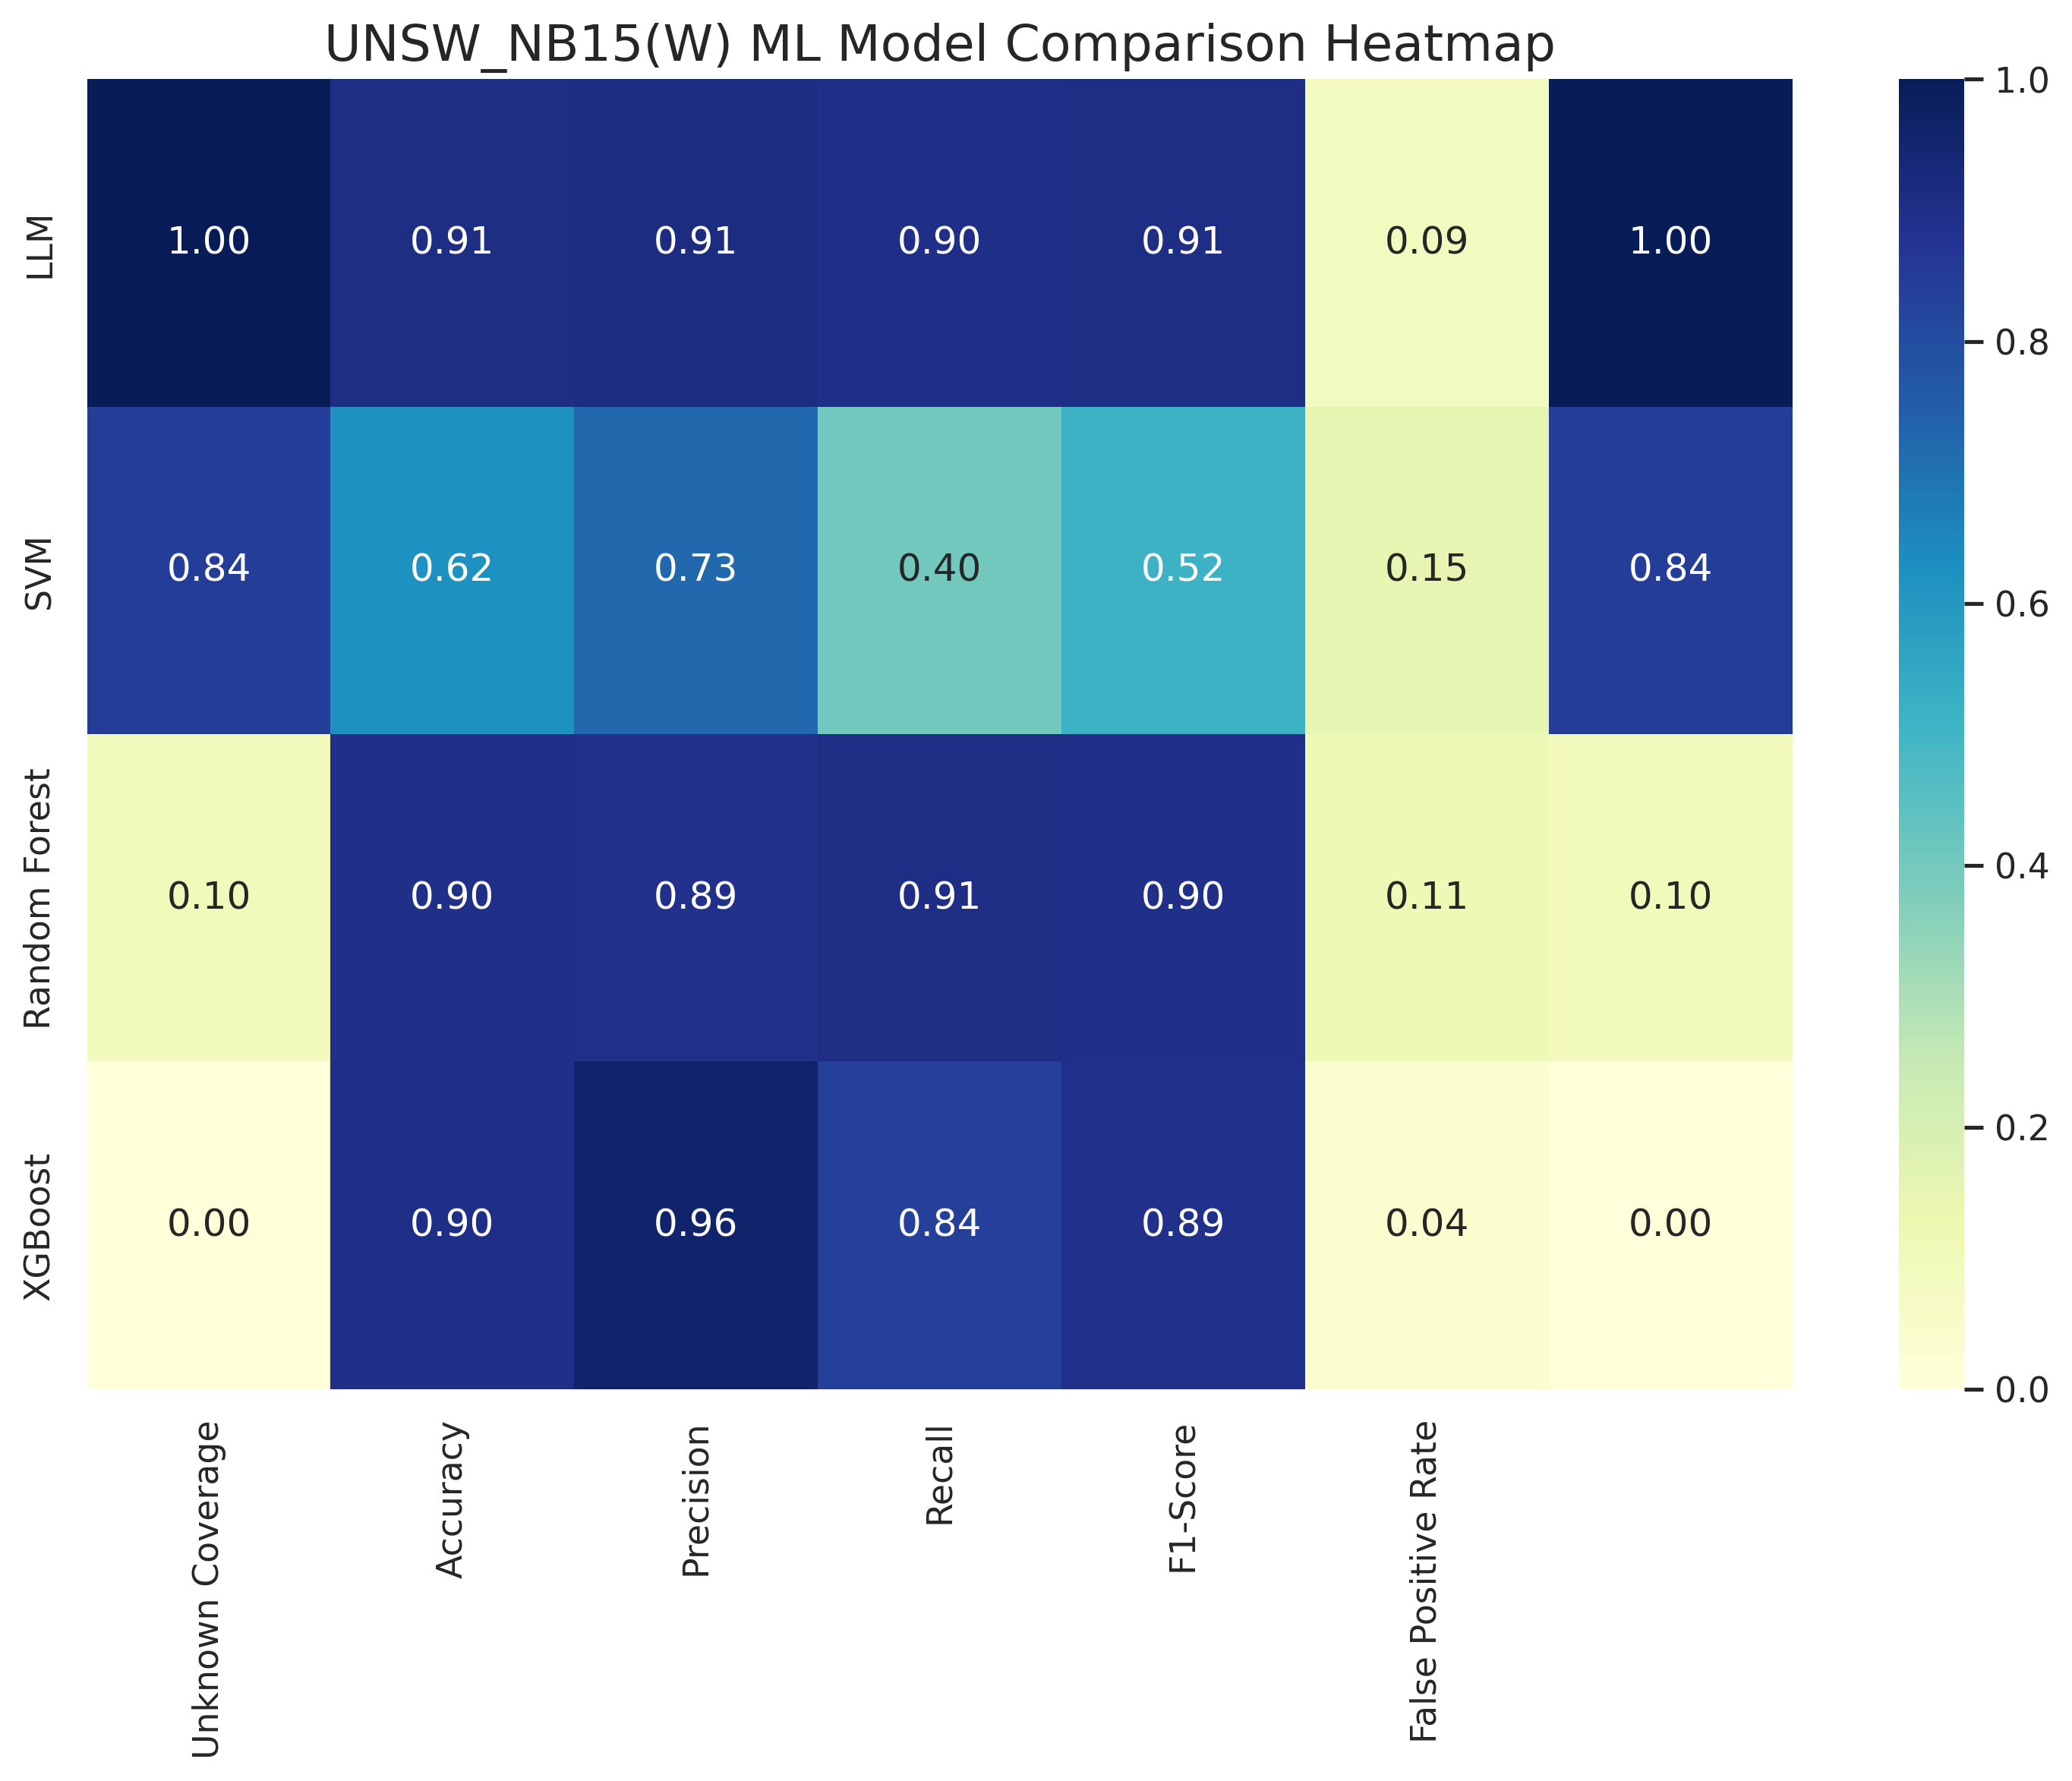 UNSW_NB15(W) ML Model Comparison Heatmap
LLM 1.00 0.91 0.91 0.90 0.91 0.09 1.00
SVM 0.84 0.62 0.73 0.40 0.52 0.15 0.84
Random Forest 0.10 0.90 0.89 0.91 0.90 0.11 0.10
XGBoost 0.00 0.90 0.96 0.84 0.89 0.04 0.00
Unknown Coverage
Accuracy
Precision
Recall
F1-Score
False Positive Rate
1.0
0.8
0.6
0.4
0.2
0.0